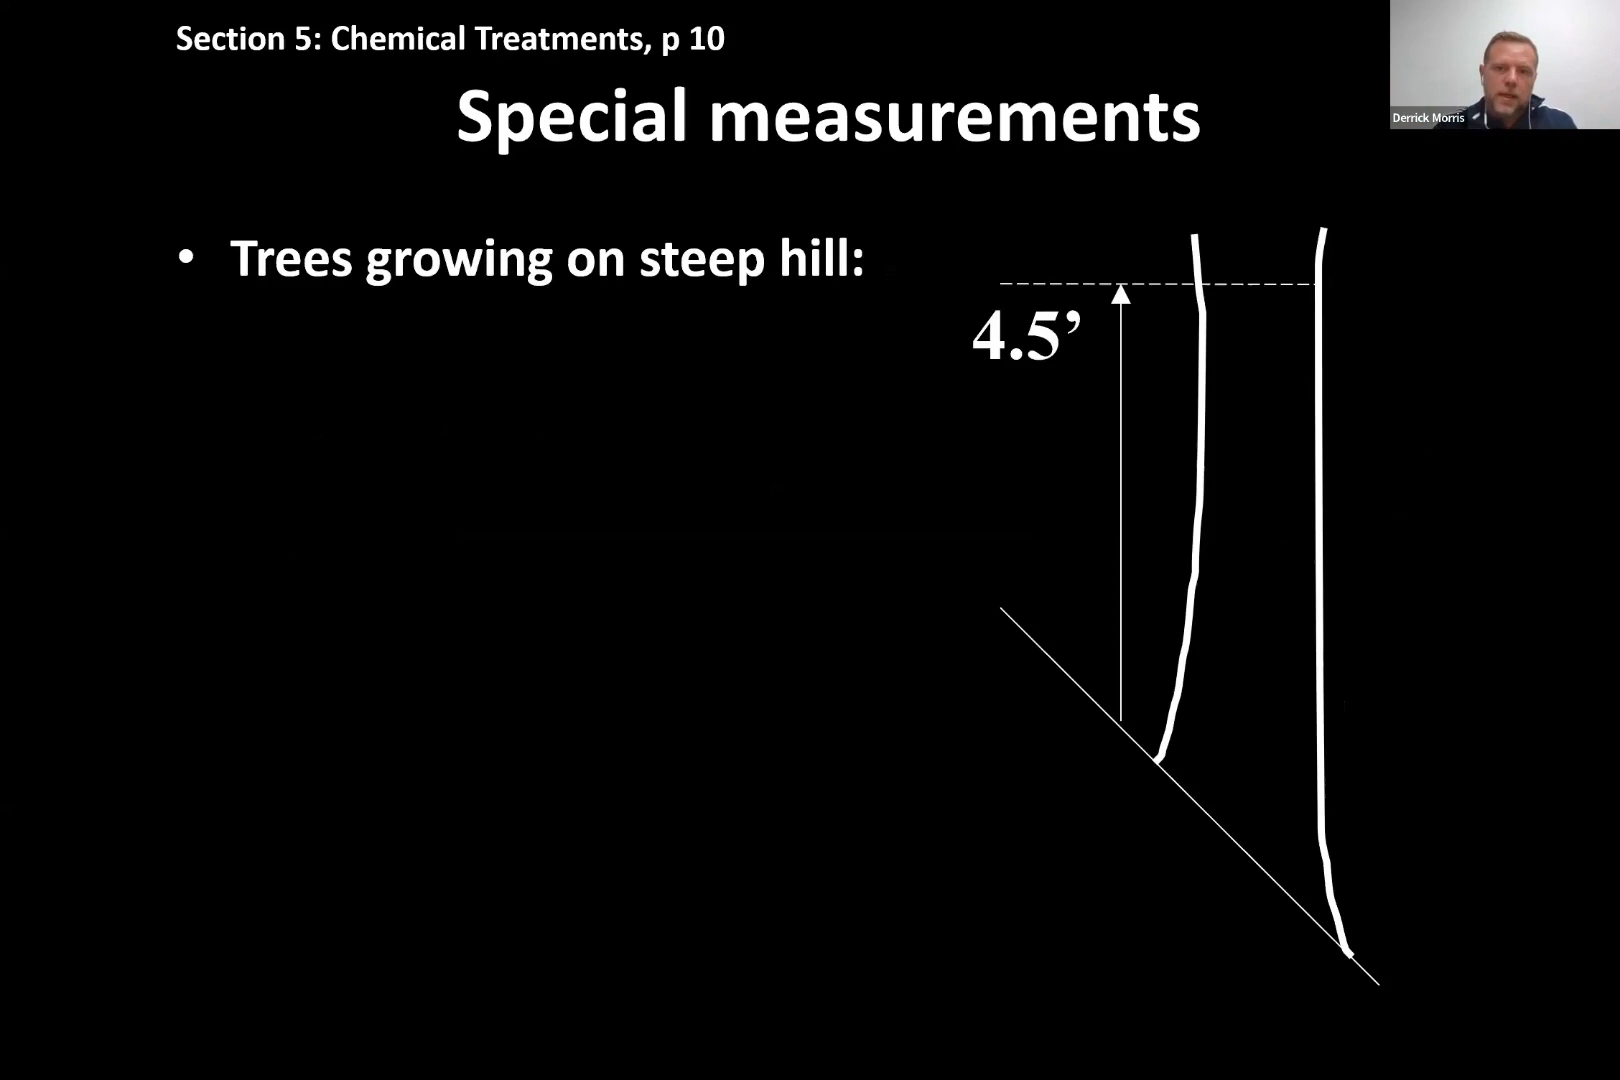 Section 5: Chemical Treatments, p 10
Special measurements
Derrick Morris
• Trees growing on steep hill:
4.5’